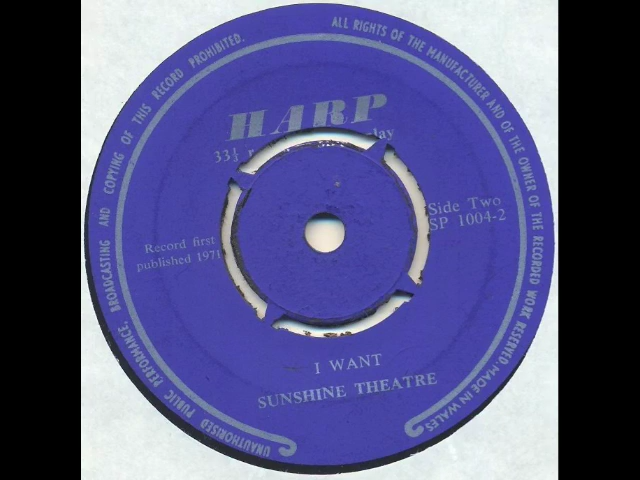 UNAUTHORISED PUBLIC PERFORMANCE, BROADCASTING AND COPYING OF THIS RECORD PROHIBITED.
ALL RIGHTS OF THE MANUFACTURER AND OF THE OWNER OF THE RECORDED WORK RESERVED MADE IN WALES
HARP
33⅓
Side Two
SP 1004-2
Record first
published 1971
I WANT
SUNSHINE THEATRE